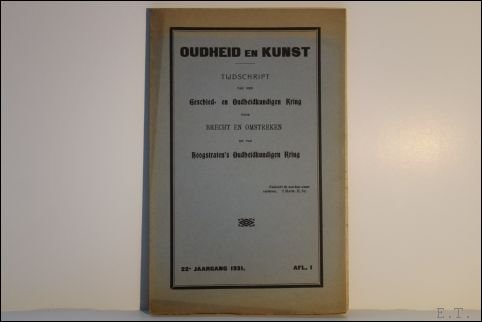 OUDHEID EN KUNST
TIJDSCHRIFT
VAN DEN
Geschied- en Oudheidkundigen Kring
VOOR
BRECHT EN OMSTREKEN
EN VAN
Hoogstraten's Oudheidkundigen Kring
22e JAARGANG 1931. AFL. I
E.T.